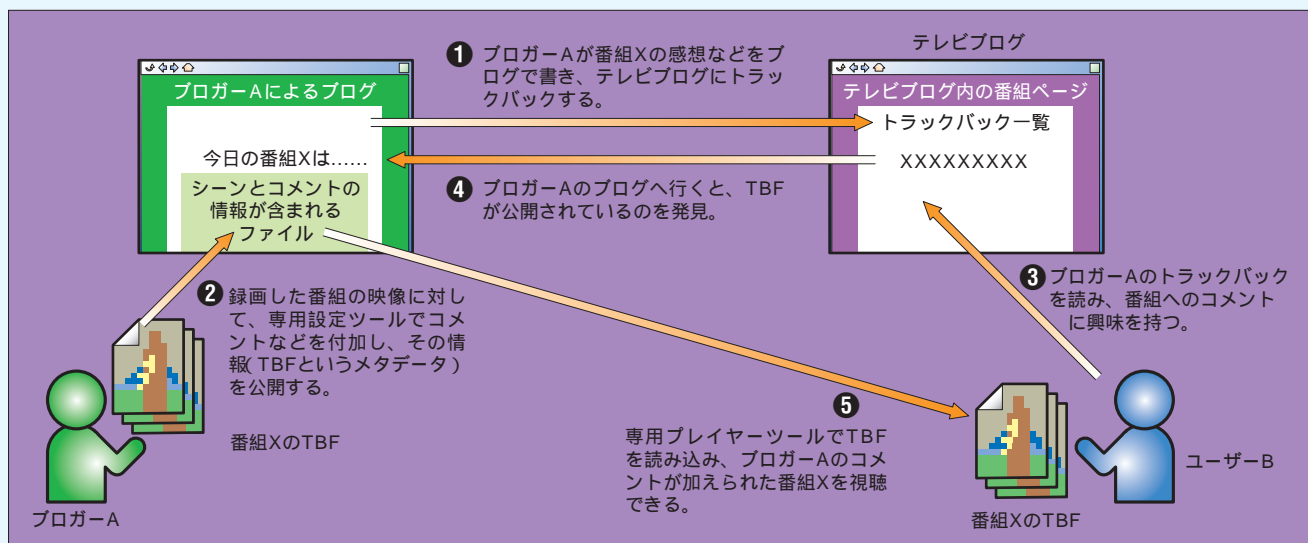 テレビブログ
ブロガーAによるブログ
今日の番組Xは……
シーンとコメントの
情報が含まれる
ファイル
❶ ブロガーAが番組Xの感想などをブ
ログで書き、テレビブログにトラッ
クバックする。
テレビブログ内の番組ページ
トラックバック一覧
XXXXXXXXX
❹ ブロガーAのブログへ行くと、TBF
が公開されているのを発見。
❷ 録画した番組の映像に対し
て、専用設定ツールでコメ
ントなどを付加し、その情
報(TBFというメタデータ)
を公開する。
❸ ブロガーAのトラックバック
を読み、番組へのコメント
に興味を持つ。
番組XのTBF
ブロガーA
❺
専用プレイヤーツールでTBF
を読み込み、ブロガーAのコメ
ントが加えられた番組Xを視聴
できる。
ユーザーB
番組XのTBF